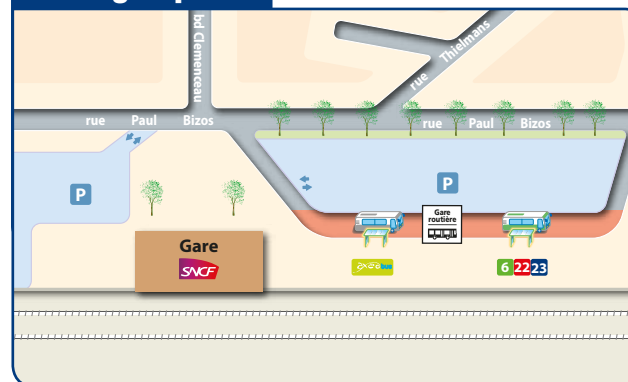 bd Clemenceau
rue Thielmans
rue Paul Bizos
rue Paul Bizos
P
P
Gare
routière
Gare
SNCF
bus
6 22 23